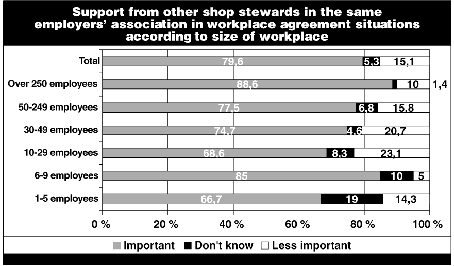 Support from other shop stewards in the same
employers' association in workplace agreement situations
according to size of workplace
Total 79,6 5,3 15,1
Over 250 employees 88,6 10 1,4
50-249 employees 77,5 6,8 15,8
30-49 employees 74,7 4,6 20,7
10-29 employees 68,6 8,3 23,1
6-9 employees 85 10 5
1-5 employees 66,7 19 14,3
0 % 20 % 40 % 60 % 80 % 100 %
Important Don't know Less important